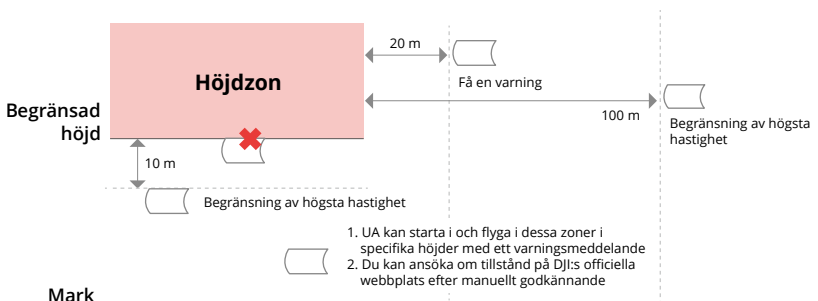 20 m
Höjdzon
Få en varning
100 m
Begränsning av högsta
hastighet
Begränsad
höjd
10 m
Begränsning av högsta hastighet
1. UA kan starta i och flyga i dessa zoner i
specifika höjder med ett varningsmeddelande
2. Du kan ansöka om tillstånd på DJI:s officiella
webbplats efter manuellt godkännande
Mark